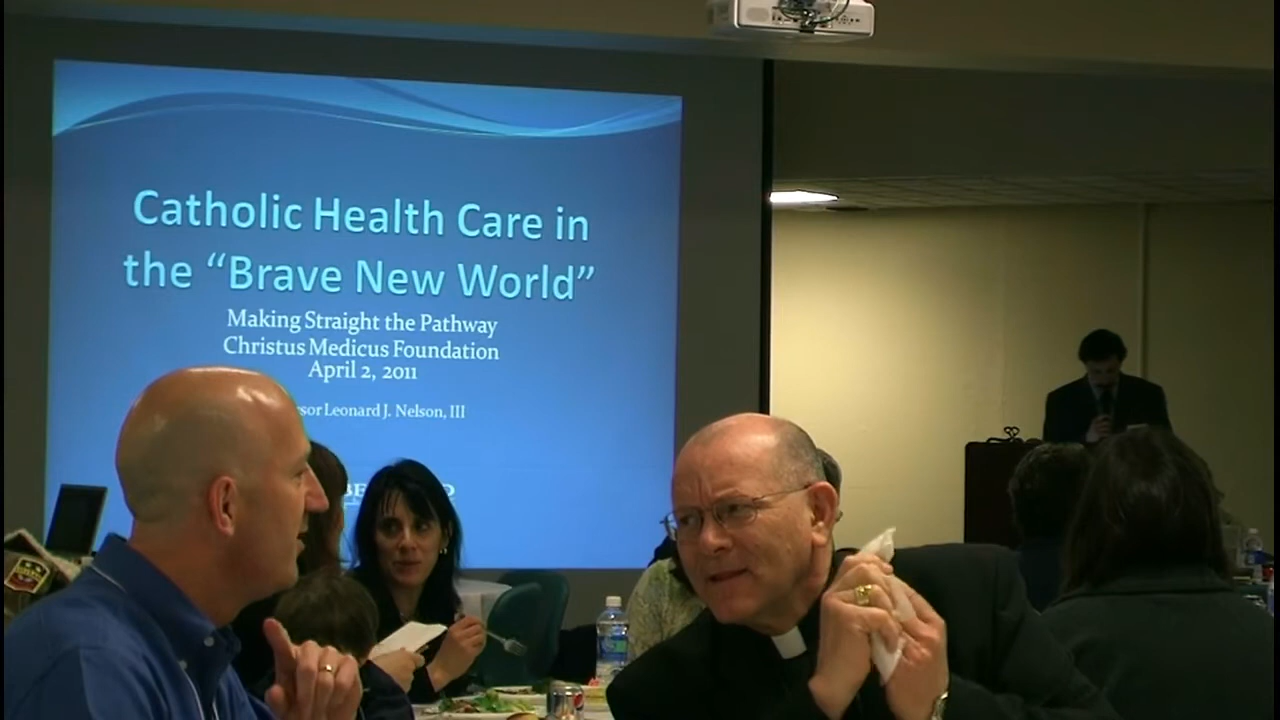 Catholic Health Care in
the “Brave New World”
Making Straight the Pathway
Christus Medicus Foundation
April 2, 2011
Leonard J. Nelson, III